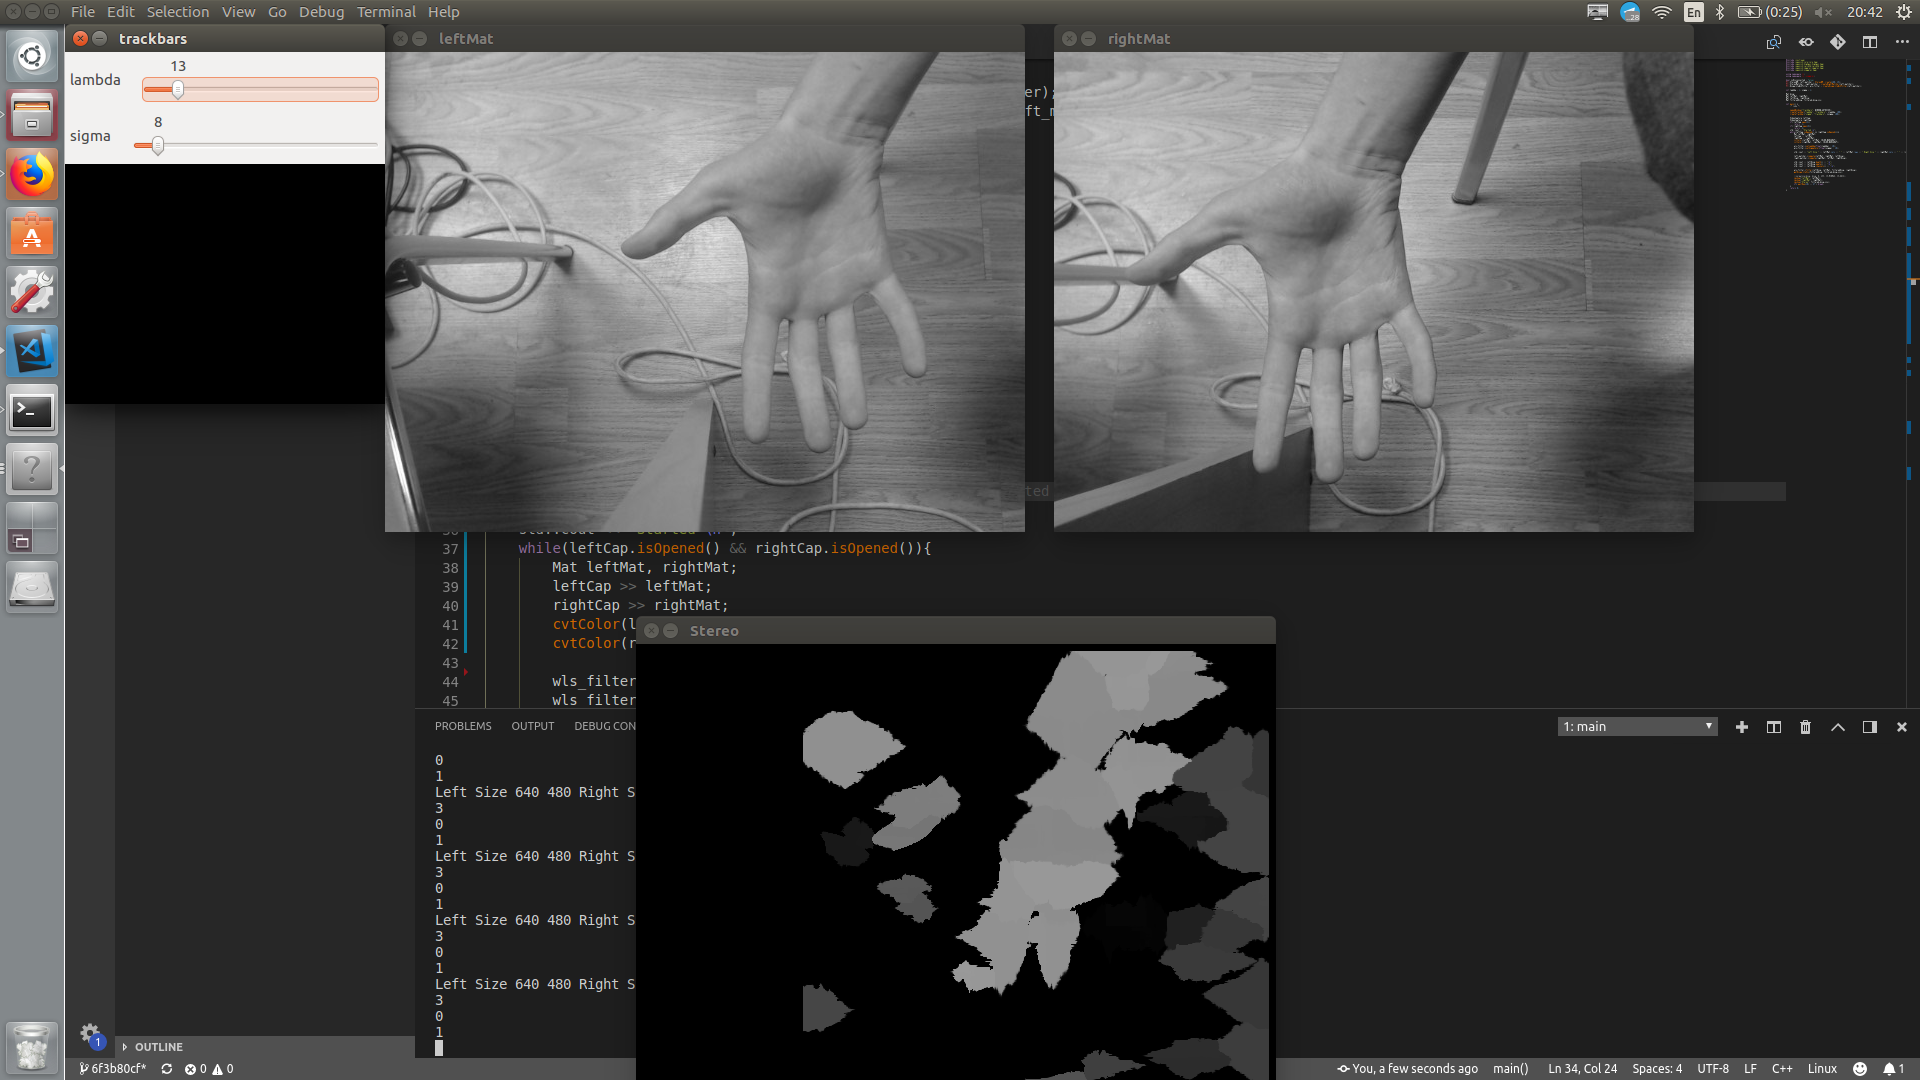 File Edit Selection View Go Debug Terminal Help
28 En (0:25) 20:42
trackbars
lambda
13
sigma
8
leftMat
rightMat
er);
ft_m
ted
37 while(leftCap.isOpened() && rightCap.isOpened()){
38 Mat leftMat, rightMat;
39 leftCap >> leftMat;
40 rightCap >> rightMat;
41 cvtColor(l
42 cvtColor(r
43
44 wls_filter
45 wls_filter
Stereo
PROBLEMS OUTPUT DEBUG CON
1: main
0
1
Left Size 640 480 Right S
3
0
1
Left Size 640 480 Right S
3
0
1
Left Size 640 480 Right S
3
0
1
Left Size 640 480 Right S
3
0
1
1
OUTLINE
6f3b80cf* 0 0
You, a few seconds ago main() Ln 34, Col 24 Spaces: 4 UTF-8 LF C++ Linux 1